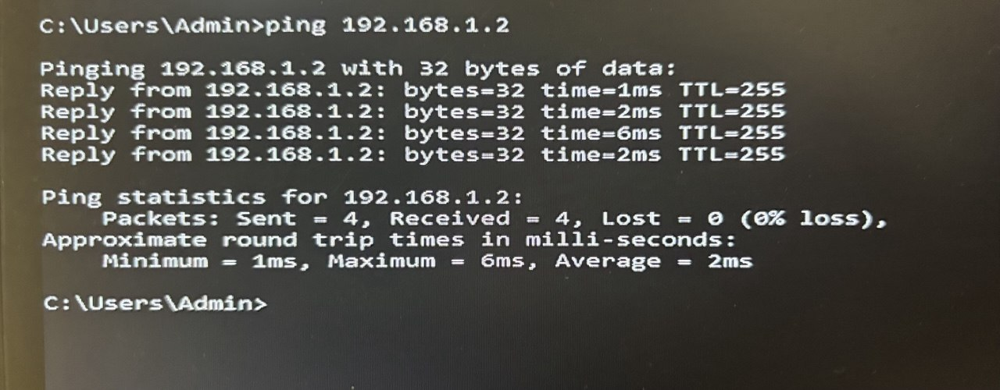 C:\Users\Admin>ping 192.168.1.2
Pinging 192.168.1.2 with 32 bytes of data:
Reply from 192.168.1.2: bytes=32 time=1ms TTL=255
Reply from 192.168.1.2: bytes=32 time=2ms TTL=255
Reply from 192.168.1.2: bytes=32 time=6ms TTL=255
Reply from 192.168.1.2: bytes=32 time=2ms TTL=255
Ping statistics for 192.168.1.2:
    Packets: Sent = 4, Received = 4, Lost = 0 (0% loss),
Approximate round trip times in milli-seconds:
    Minimum = 1ms, Maximum = 6ms, Average = 2ms
C:\Users\Admin>